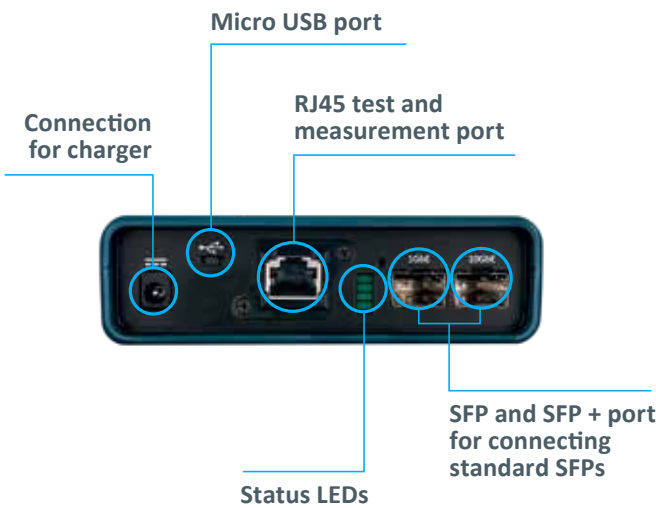 Micro USB port
RJ45 test and
measurement port
Connection
for charger
1GbE
10GbE
SFP and SFP + port
for connecting
standard SFPs
Status LEDs